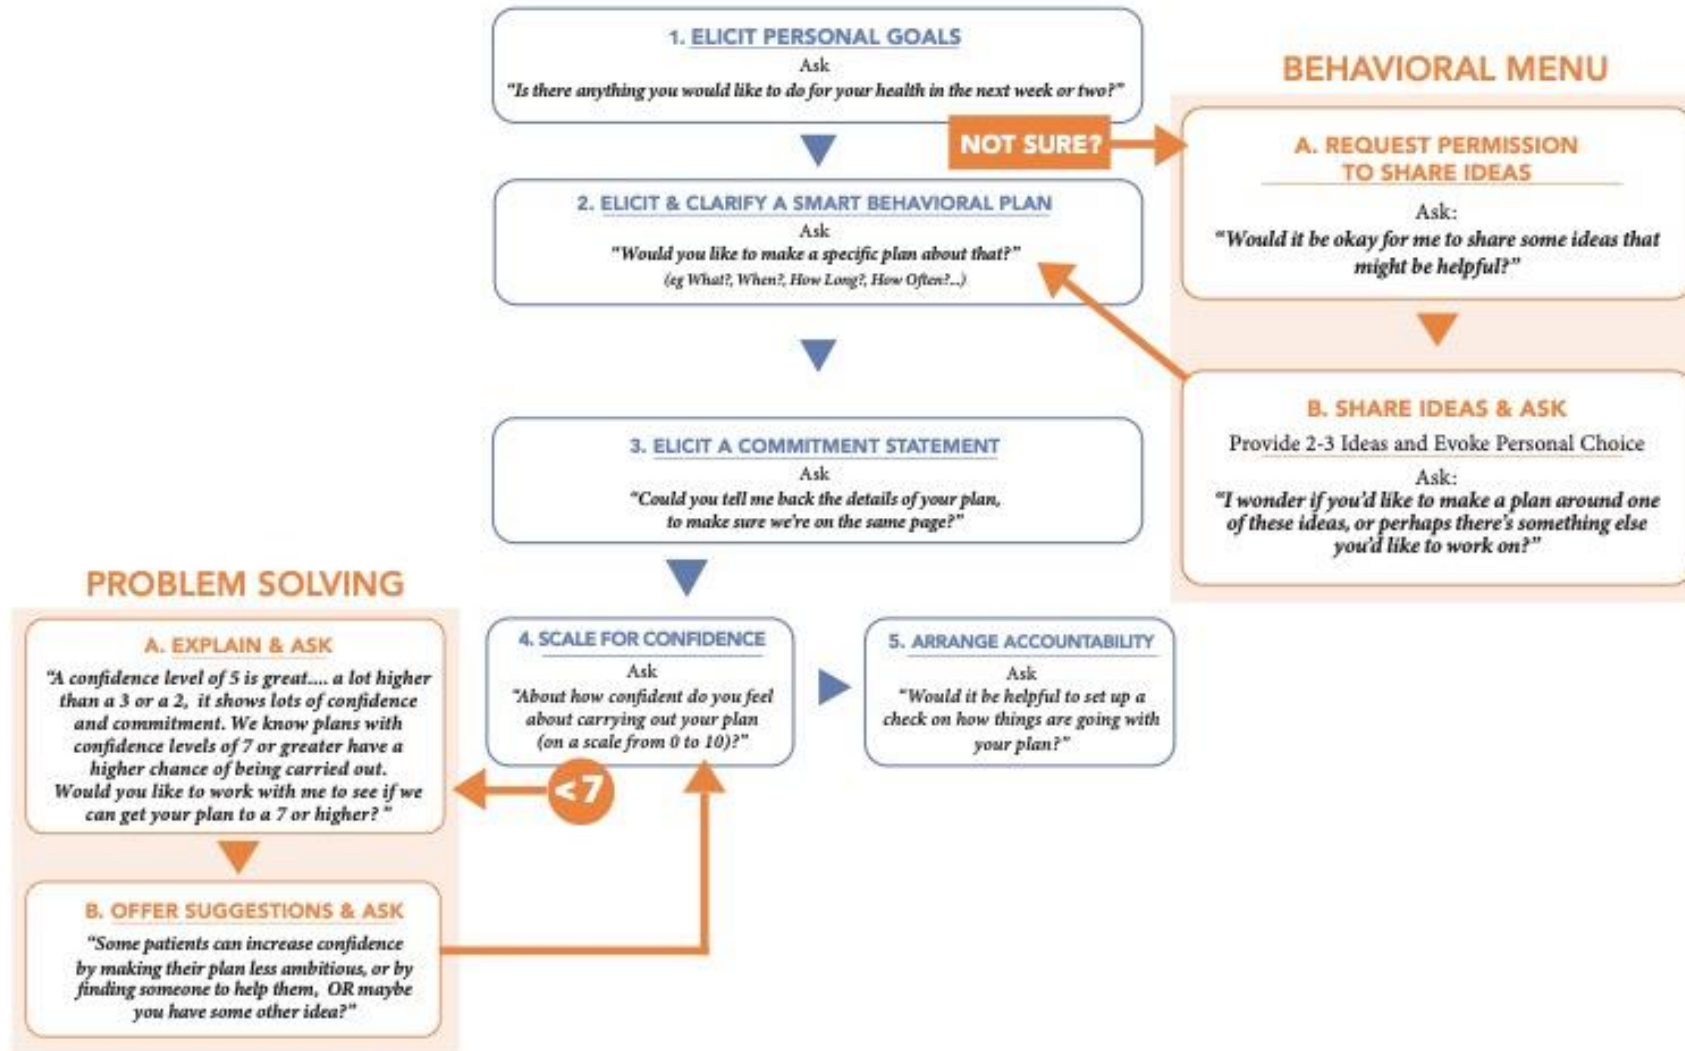 1. ELICIT PERSONAL GOALS
Ask
"Is there anything you would like to do for your health in the next week or two?"
NOT SURE?
BEHAVIORAL MENU
A. REQUEST PERMISSION
TO SHARE IDEAS
Ask:
"Would it be okay for me to share some ideas that
might be helpful?"
B. SHARE IDEAS & ASK
Provide 2-3 Ideas and Evoke Personal Choice
Ask:
"I wonder if you'd like to make a plan around one
of these ideas, or perhaps there's something else
you'd like to work on?"
2. ELICIT & CLARIFY A SMART BEHAVIORAL PLAN
Ask
"Would you like to make a specific plan about that?"
(eg What?, When?, How Long?, How Often?...)
3. ELICIT A COMMITMENT STATEMENT
Ask
"Could you tell me back the details of your plan,
to make sure we're on the same page?"
4. SCALE FOR CONFIDENCE
Ask
"About how confident do you feel
about carrying out your plan
(on a scale from 0 to 10)?"
<7
PROBLEM SOLVING
A. EXPLAIN & ASK
"A confidence level of 5 is great.... a lot higher
than a 3 or a 2, it shows lots of confidence
and commitment. We know plans with
confidence levels of 7 or greater have a
higher chance of being carried out.
Would you like to work with me to see if we
can get your plan to a 7 or higher? "
B. OFFER SUGGESTIONS & ASK
"Some patients can increase confidence
by making their plan less ambitious, or by
finding someone to help them, OR maybe
you have some other idea?"
5. ARRANGE ACCOUNTABILITY
Ask
"Would it be helpful to set up a
check on how things are going with
your plan?"